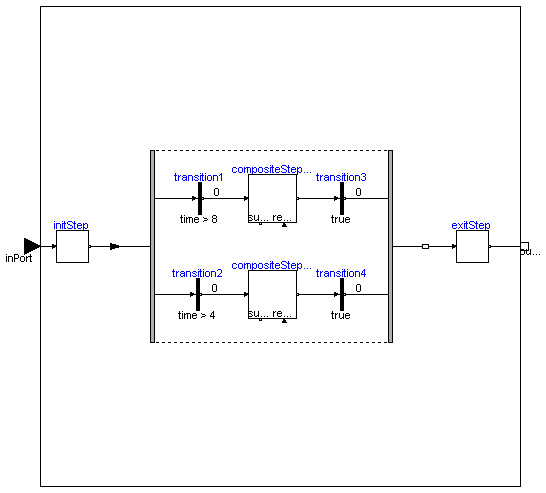 compositeStep...
transition1
transition3
0
0
su... re...
time > 8
true
initStep
exitStep
inPort
ou...
compositeStep...
transition2
transition4
0
0
su... re...
time > 4
true